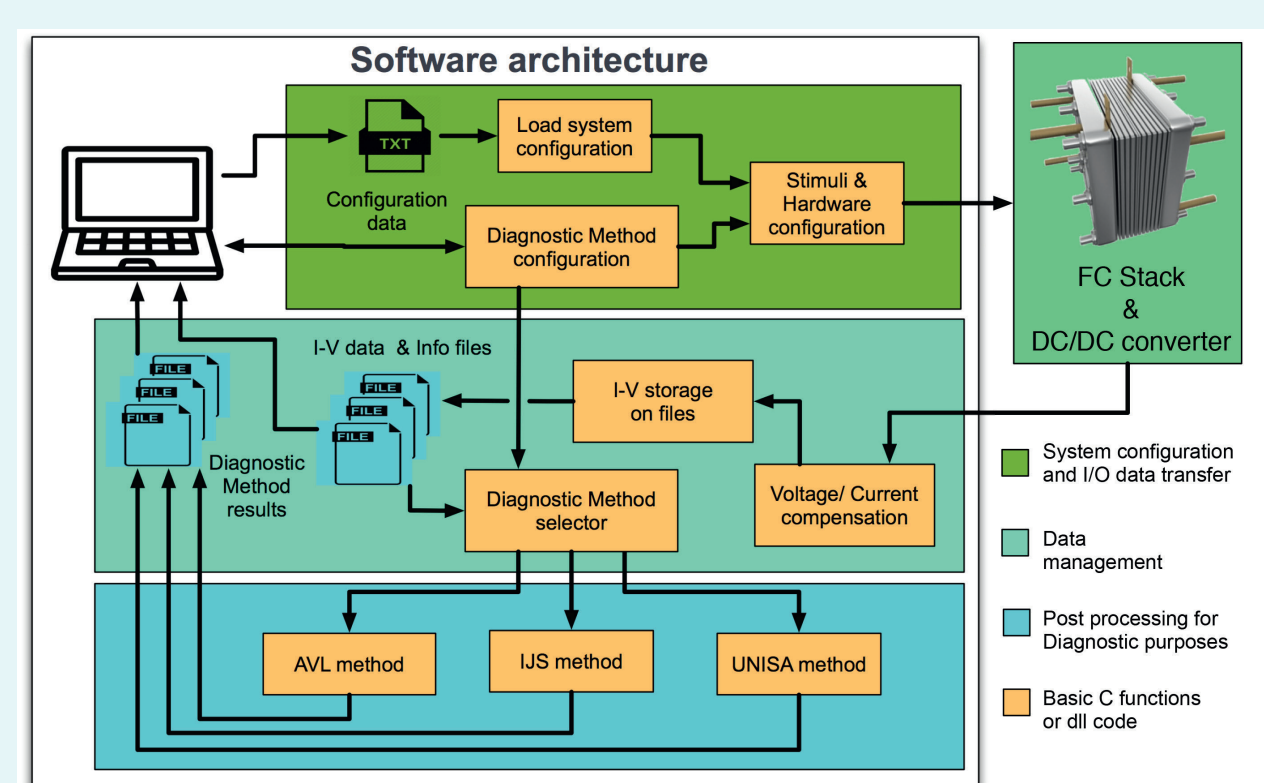 Software architecture
TXT
Configuration
data
Load system
configuration
Diagnostic Method
configuration
Stimuli &
Hardware
configuration
FC Stack
&
DC/DC converter
I-V data & Info files
FILE
FILE
FILE
FILE
FILE
FILE
Diagnostic
Method
results
I-V storage
on files
Diagnostic Method
selector
Voltage/ Current
compensation
AVL method
IJS method
UNISA method
System configuration
and I/O data transfer
Data
management
Post processing for
Diagnostic purposes
Basic C functions
or dll code